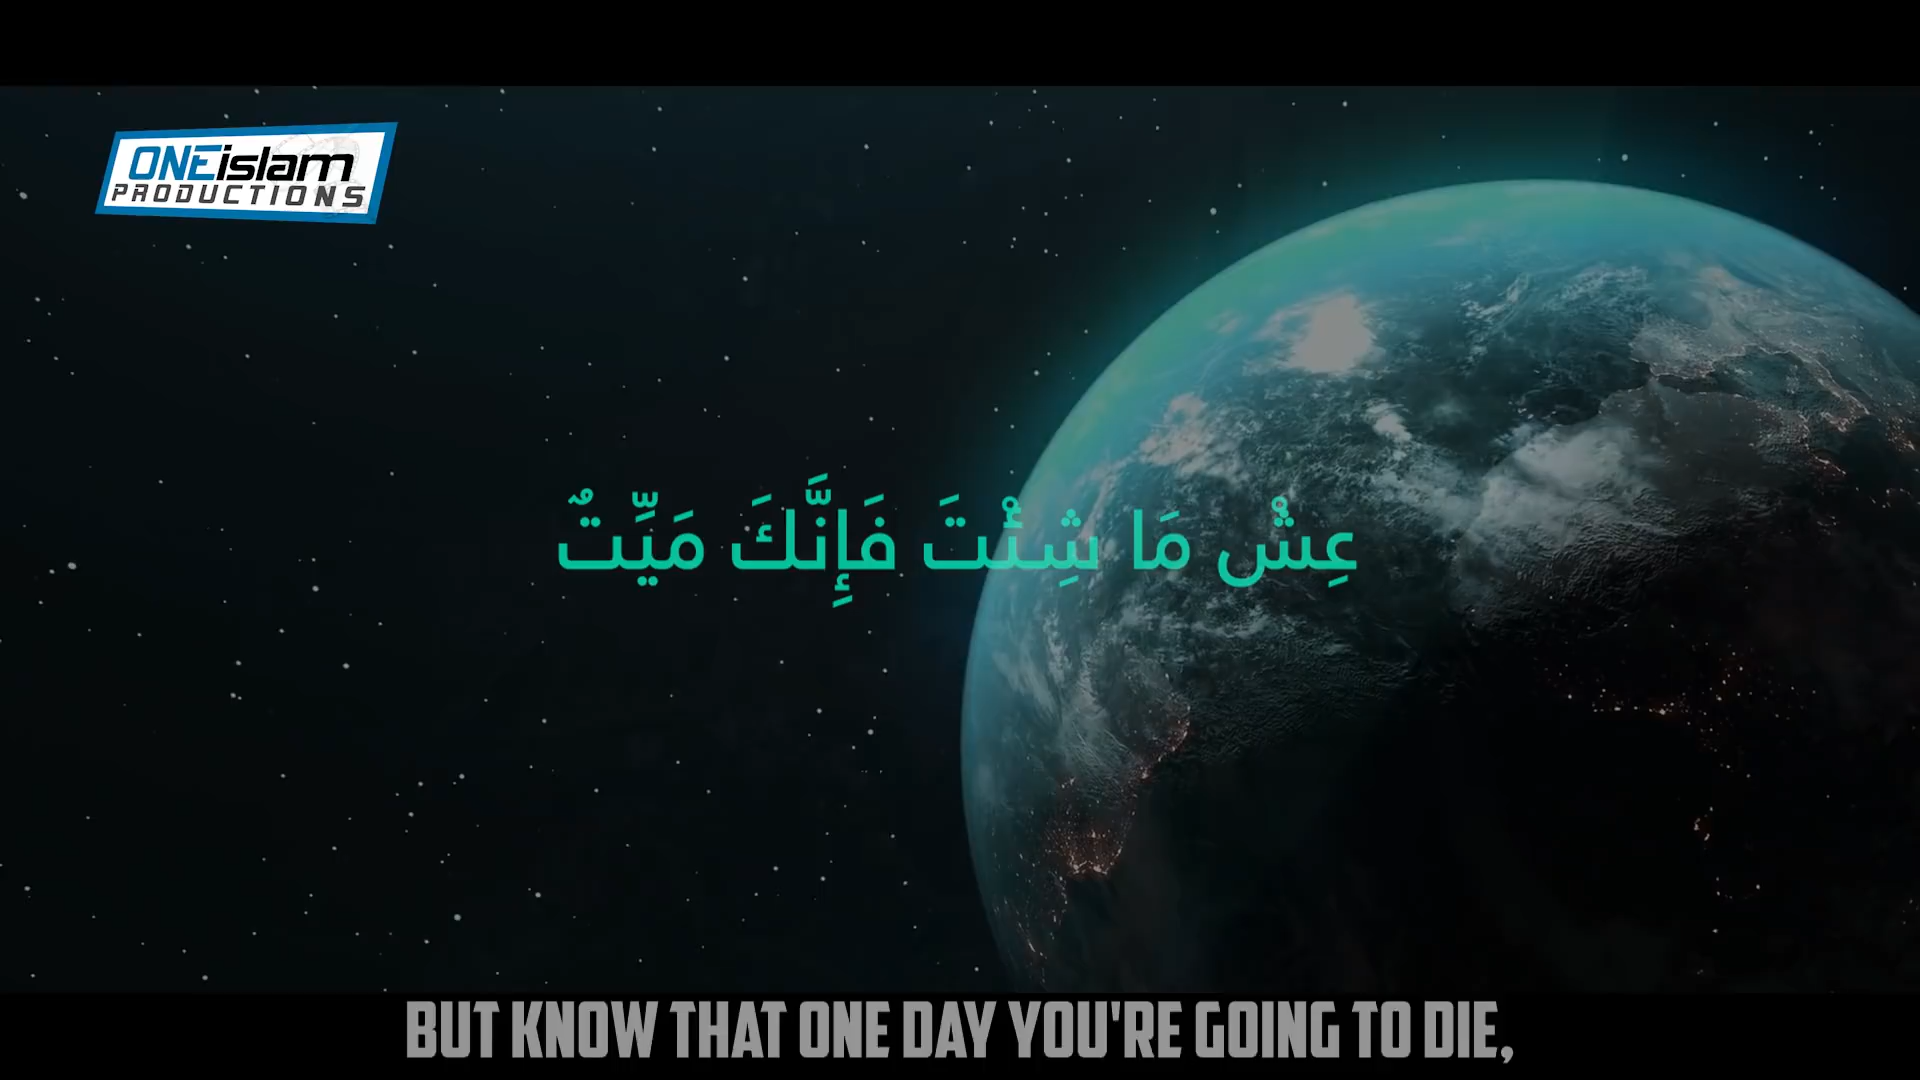 ONEislam
PRODUCTIONS
عِشْ مَا شِئْتَ فَإِنَّكَ مَيِّتٌ
BUT KNOW THAT ONE DAY YOU'RE GOING TO DIE,